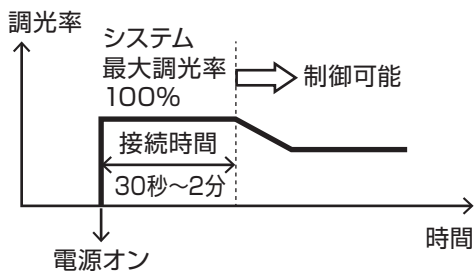 調光率
システム
最大調光率
100%
制御可能
接続時間
30秒～2分
時間
電源オン